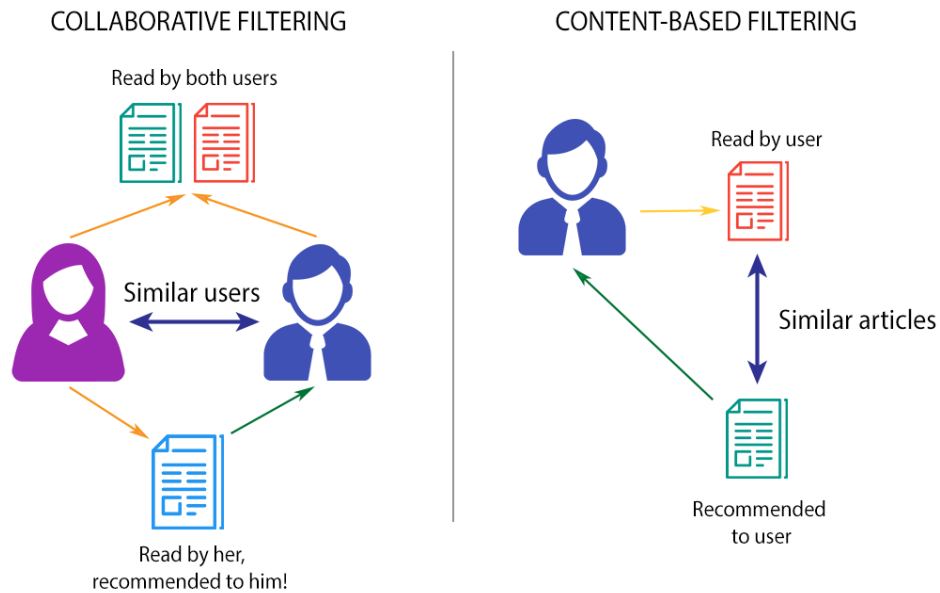 COLLABORATIVE FILTERING
Read by both users
Similar users
Read by her,
recommended to him!
CONTENT-BASED FILTERING
Read by user
Similar articles
Recommended
to user